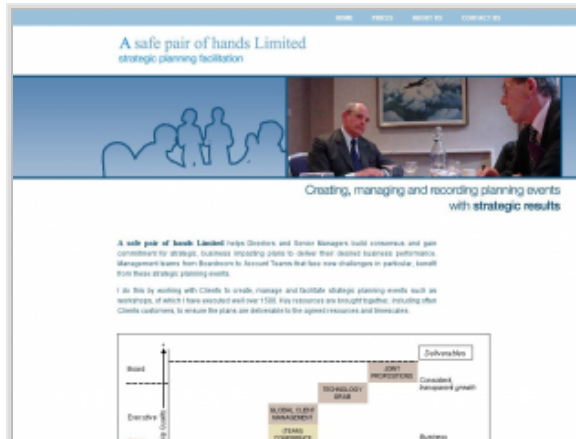 HOME PRICES ABOUT US CONTACT US
A safe pair of hands Limited
strategic planning facilitation
Creating, managing and recording planning events
with strategic results
A safe pair of hands Limited helps Directors and Senior Managers build consensus and gain
commitment for strategic, business impacting plans to deliver their desired business performance.
Management teams from Boardroom to Account Teams that face new challenges in particular, benefit
from these strategic planning events.
I do this by working with Clients to create, manage and facilitate strategic planning events such as
workshops, of which I have executed well over 1500. Key resources are brought together, including often
Clients customers, to ensure the plans are deliverable to the agreed resources and timescales.
Deliverables
Board
JOINT
PROPOSITIONS
Consistent,
transparent growth
TECHNOLOGY
GRAB
Executive
GLOBAL CLIENT
MANAGEMENT
(TEAM)
CONFERENCE
Business